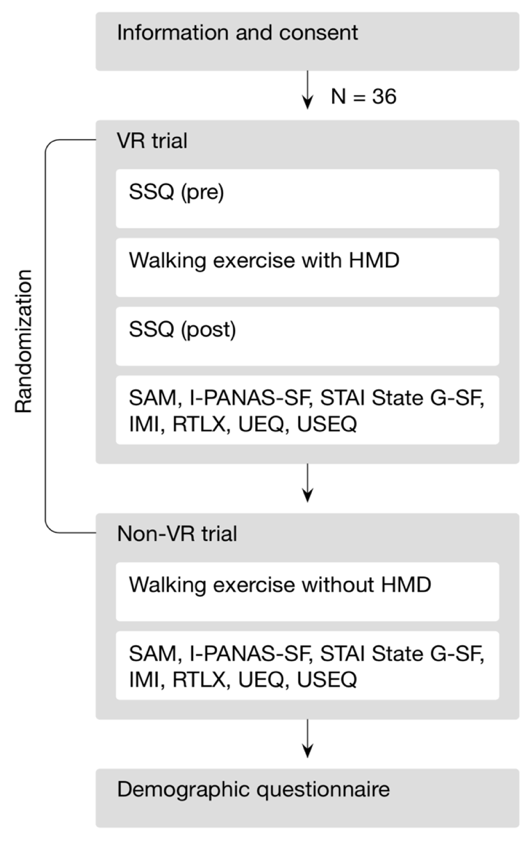 Information and consent
N = 36
VR trial
SSQ (pre)
Walking exercise with HMD
SSQ (post)
SAM, I-PANAS-SF, STAI State G-SF,
IMI, RTLX, UEQ, USEQ
Randomization
Non-VR trial
Walking exercise without HMD
SAM, I-PANAS-SF, STAI State G-SF,
IMI, RTLX, UEQ, USEQ
Demographic questionnaire